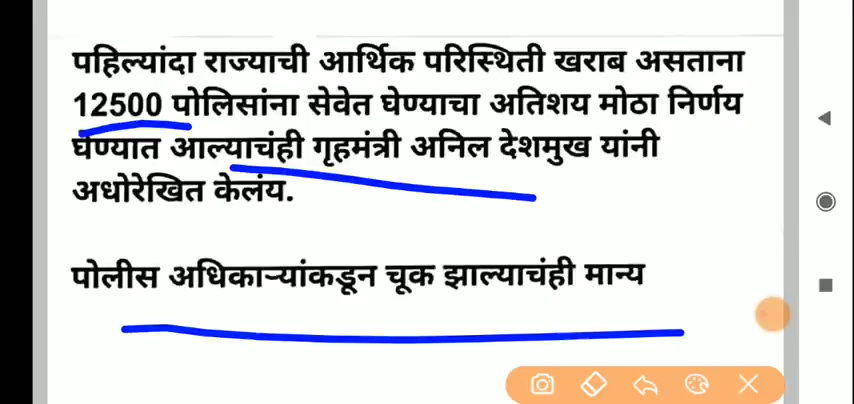 पहिल्यांदा राज्याची आर्थिक परिस्थिती खराब असताना
12500 पोलिसांना सेवेत घेण्याचा अतिशय मोठा निर्णय
घेण्यात आल्याचंही गृहमंत्री अनिल देशमुख यांनी
अधोरेखित केलंय.
पोलीस अधिकाऱ्यांकडून चूक झाल्याचंही मान्य